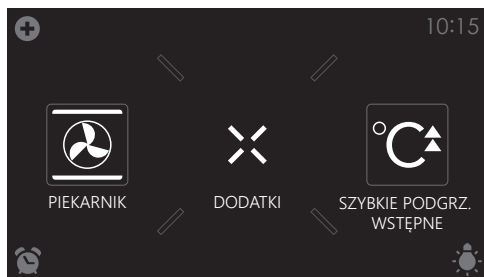 10:15
PIEKARNIK
DODATKI
SZYBKIE PODGRZ.
WSTĘPNE